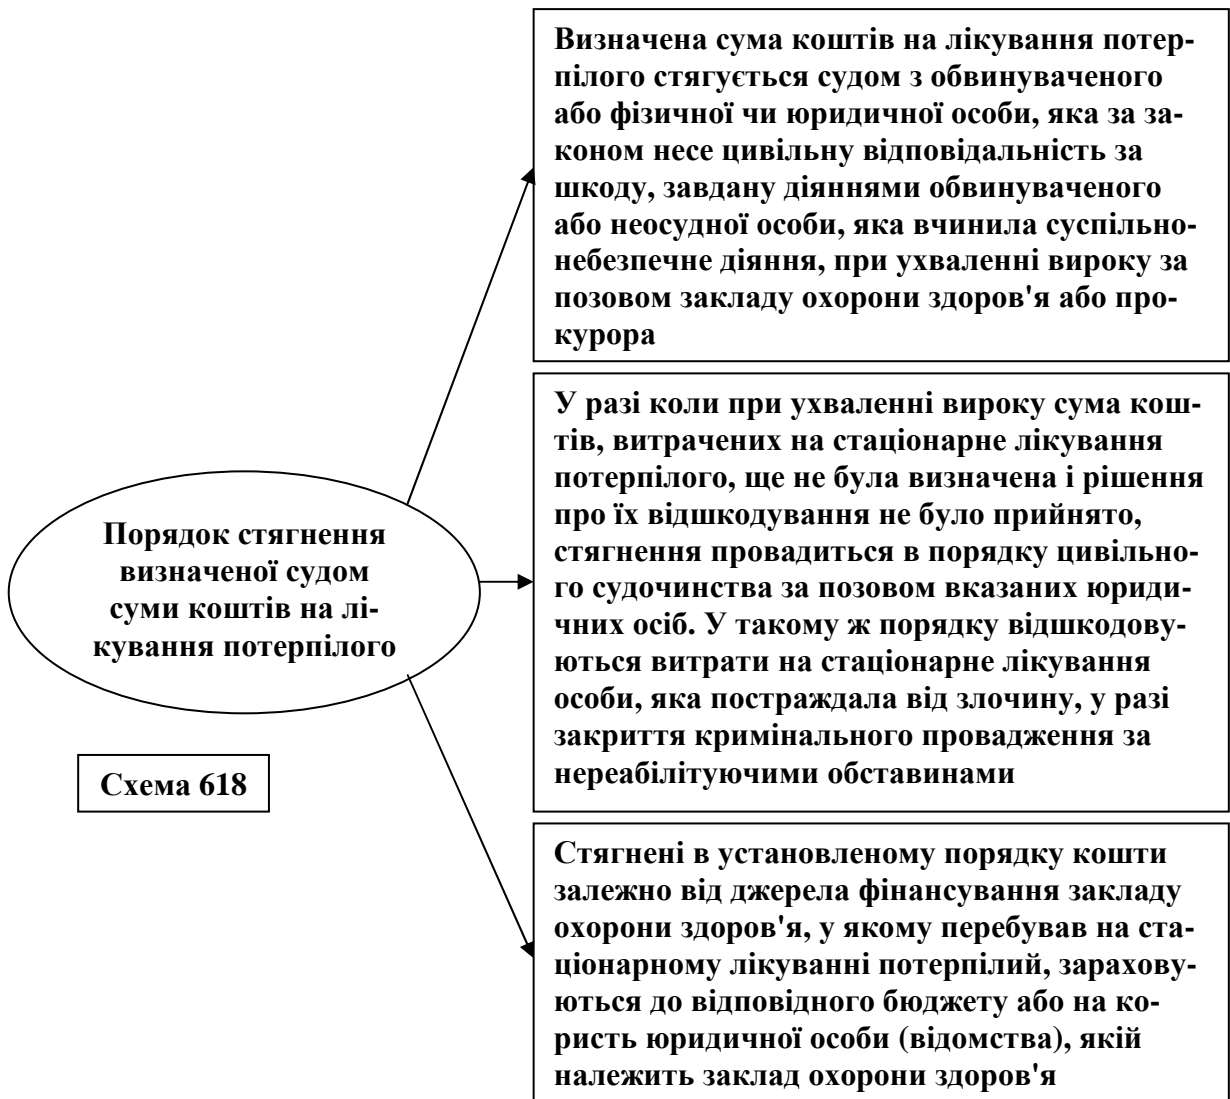 Визначена сума коштів на лікування потер-
пілого стягується судом з обвинуваченого
або фізичної чи юридичної особи, яка за за-
коном несе цивільну відповідальність за
шкоду, завдану діяннями обвинуваченого
або неосудної особи, яка вчинила суспільно-
небезпечне діяння, при ухваленні вироку за
позовом закладу охорони здоров'я або про-
курора
У разі коли при ухваленні вироку сума кош-
тів, витрачених на стаціонарне лікування
потерпілого, ще не була визначена і рішення
про їх відшкодування не було прийнято,
стягнення провадиться в порядку цивільно-
го судочинства за позовом вказаних юриди-
чних осіб. У такому ж порядку відшкодову-
ються витрати на стаціонарне лікування
особи, яка постраждала від злочину, у разі
закриття кримінального провадження за
нереабілітуючими обставинами
Порядок стягнення
визначеної судом
суми коштів на лі-
кування потерпілого
Схема 618
Стягнені в установленому порядку кошти
залежно від джерела фінансування закладу
охорони здоров'я, у якому перебував на ста-
ціонарному лікуванні потерпілий, зарахову-
ються до відповідного бюджету або на ко-
ристь юридичної особи (відомства), якій
належить заклад охорони здоров'я